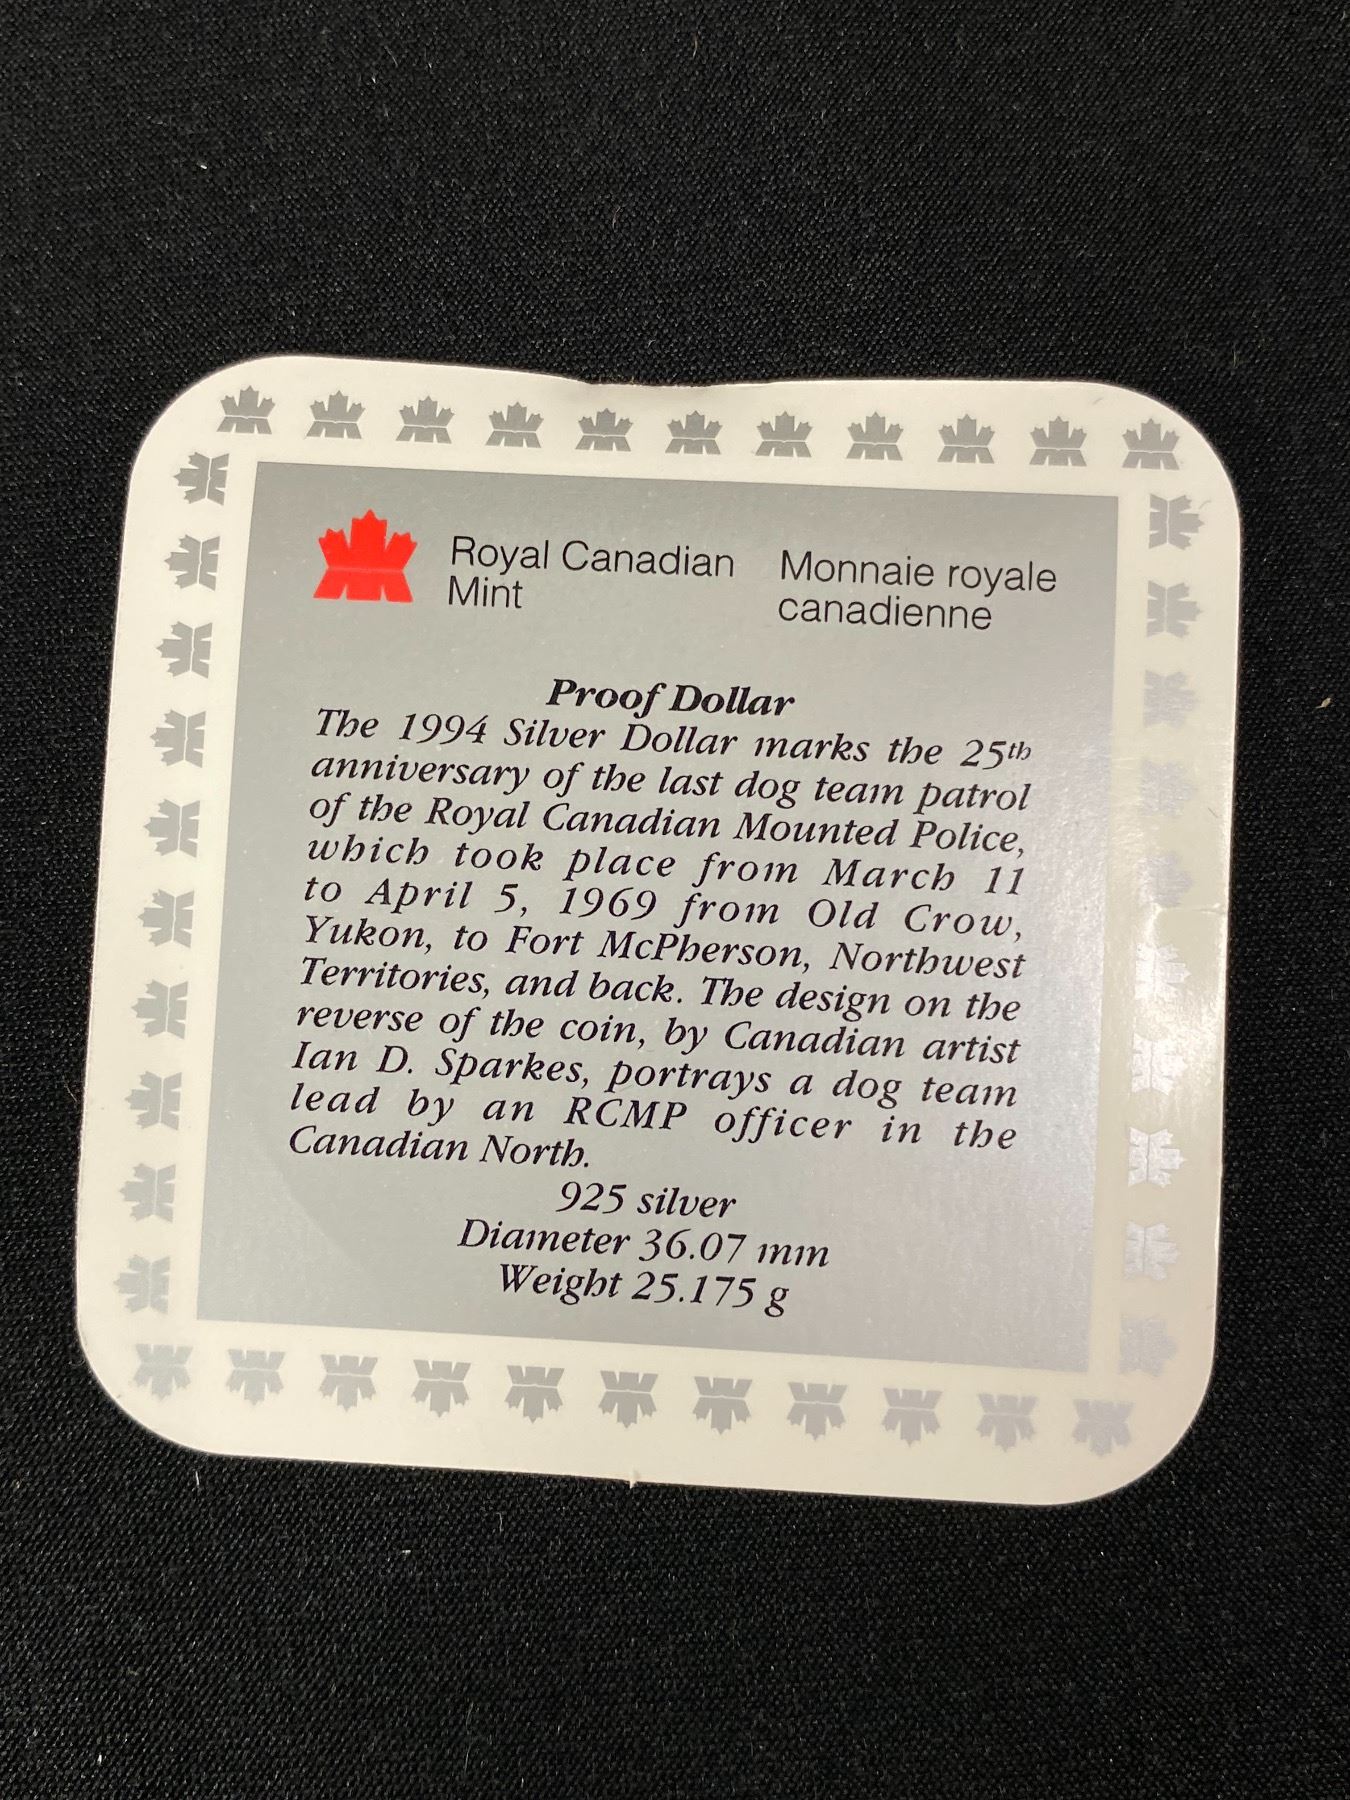 Royal Canadian Mint
Monnaie royale canadienne
Proof Dollar
The 1994 Silver Dollar marks the 25th
anniversary of the last dog team patrol
of the Royal Canadian Mounted Police,
which took place from March 11
to April 5, 1969 from Old Crow,
Yukon, to Fort McPherson, Northwest
Territories, and back. The design on the
reverse of the coin, by Canadian artist
Ian D. Sparkes, portrays a dog team
lead by an RCMP officer in the
Canadian North.
925 silver
Diameter 36.07 mm
Weight 25.175 g